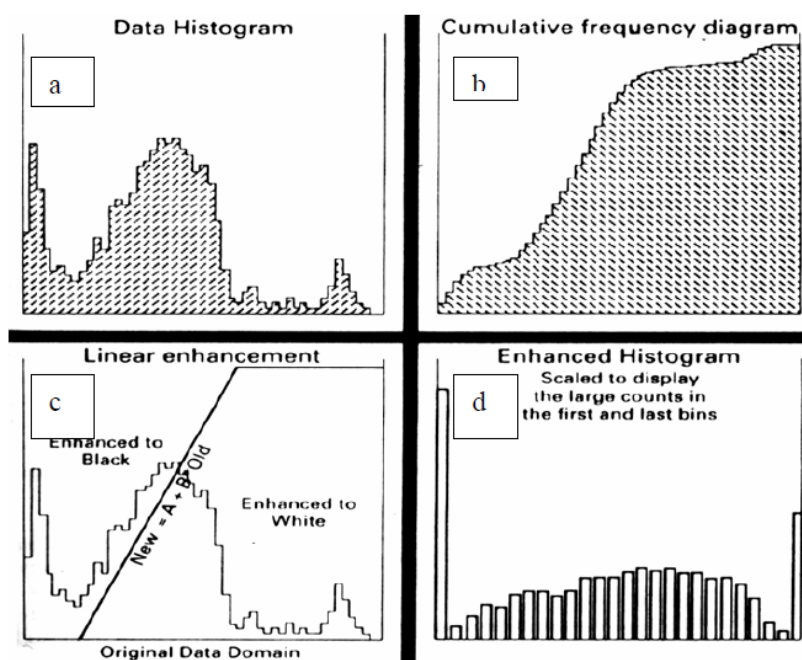 Data Histogram
a
Cumulative frequency diagram
b
Linear enhancement
c
Enhanced to
Black
New = A + B*Old
Enhanced to
White
Original Data Domain
Enhanced Histogram
d
Scaled to display
the large counts in
the first and last bins